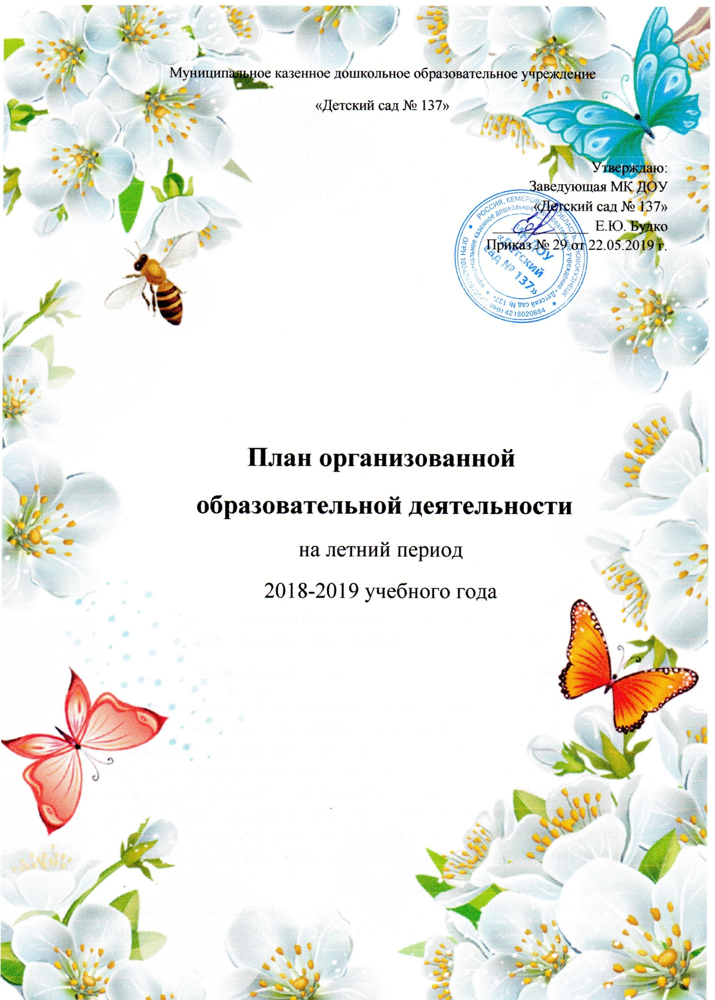 Муниципальное казенное дошкольное образовательное учреждение
«Детский сад № 137»
Утверждаю:
Заведующая МК ДОУ
«Детский сад № 137»
Е.Ю. Будко
Приказ № 29 от 22.05.2019 г.
РОССИЯ, КЕМЕРОВСКАЯ ОБЛАСТЬ, г. НОВОКУЗНЕЦК
ИНН 4218020884
муниципальное казенное дошкольное образовательное учреждение «Детский сад № 137»
МК ДОУ
«Детский
сад № 137»
План организованной
образовательной деятельности
на летний период
2018-2019 учебного года